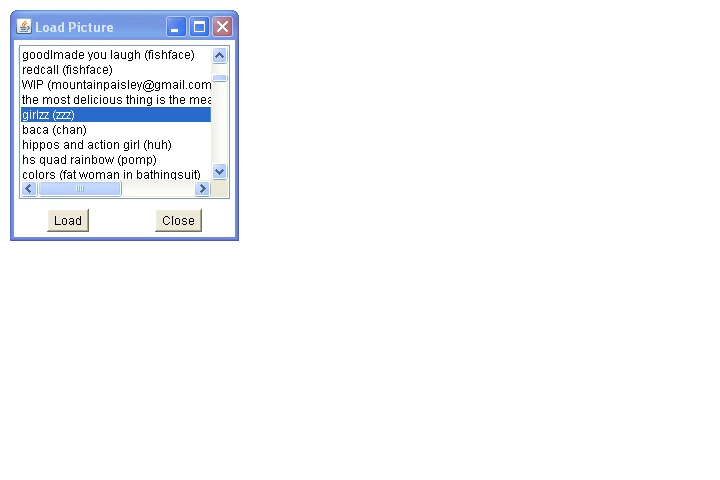 Load Picture
goodImade you laugh (fishface)
redcall (fishface)
WIP (mountainpaisley@gmail.com
the most delicious thing is the mea
girlzz (zzz)
baca (chan)
hippos and action girl (huh)
hs quad rainbow (pomp)
colors (fat woman in bathingsuit)
Load Close